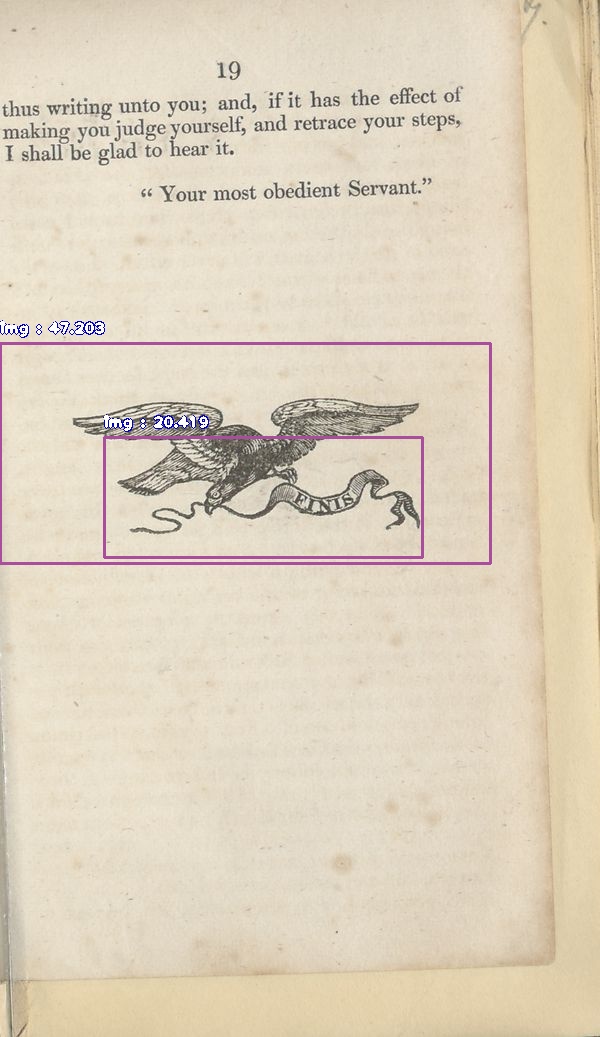 19
thus writing unto you; and, if it has the effect of
making you judge yourself, and retrace your steps,
I shall be glad to hear it.
“ Your most obedient Servant.”
img : 47.203
img : 20.419
FINIS